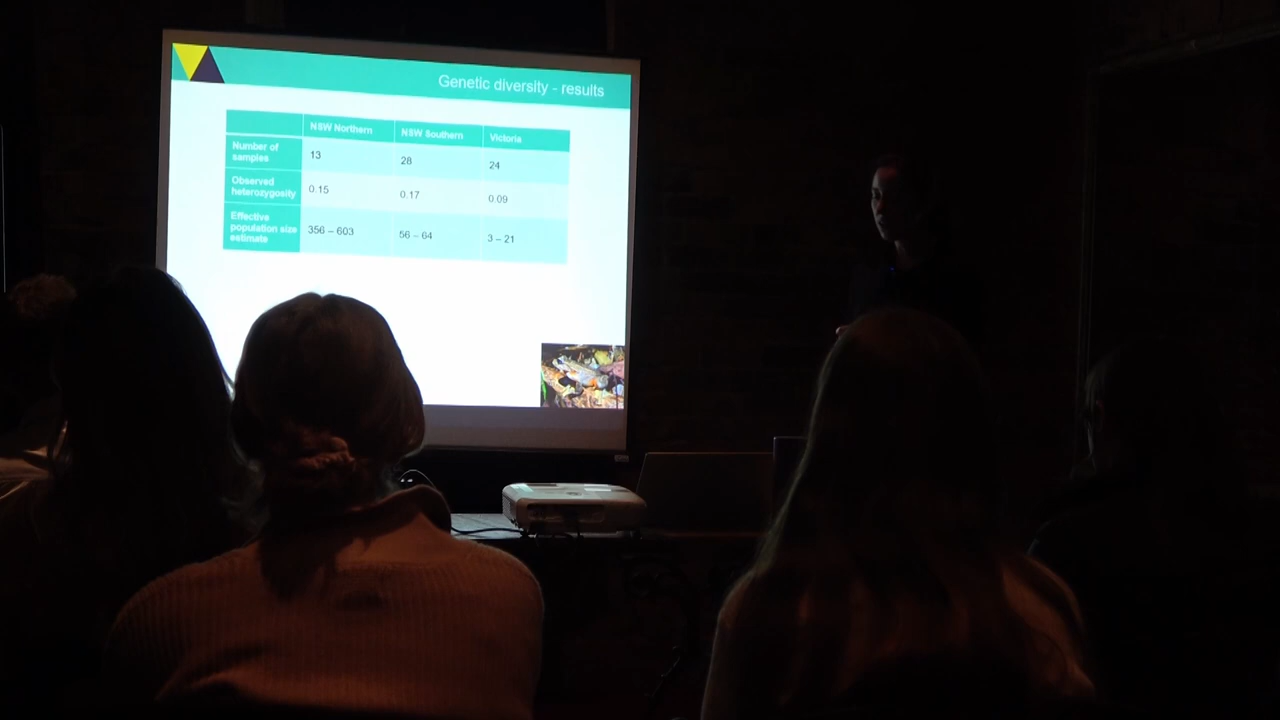 Genetic diversity - results
NSW Northern NSW Southern Victoria
Number of samples 13 28 24
Observed heterozygosity 0.15 0.17 0.09
Effective population size estimate 356 – 603 56 – 64 3 – 21